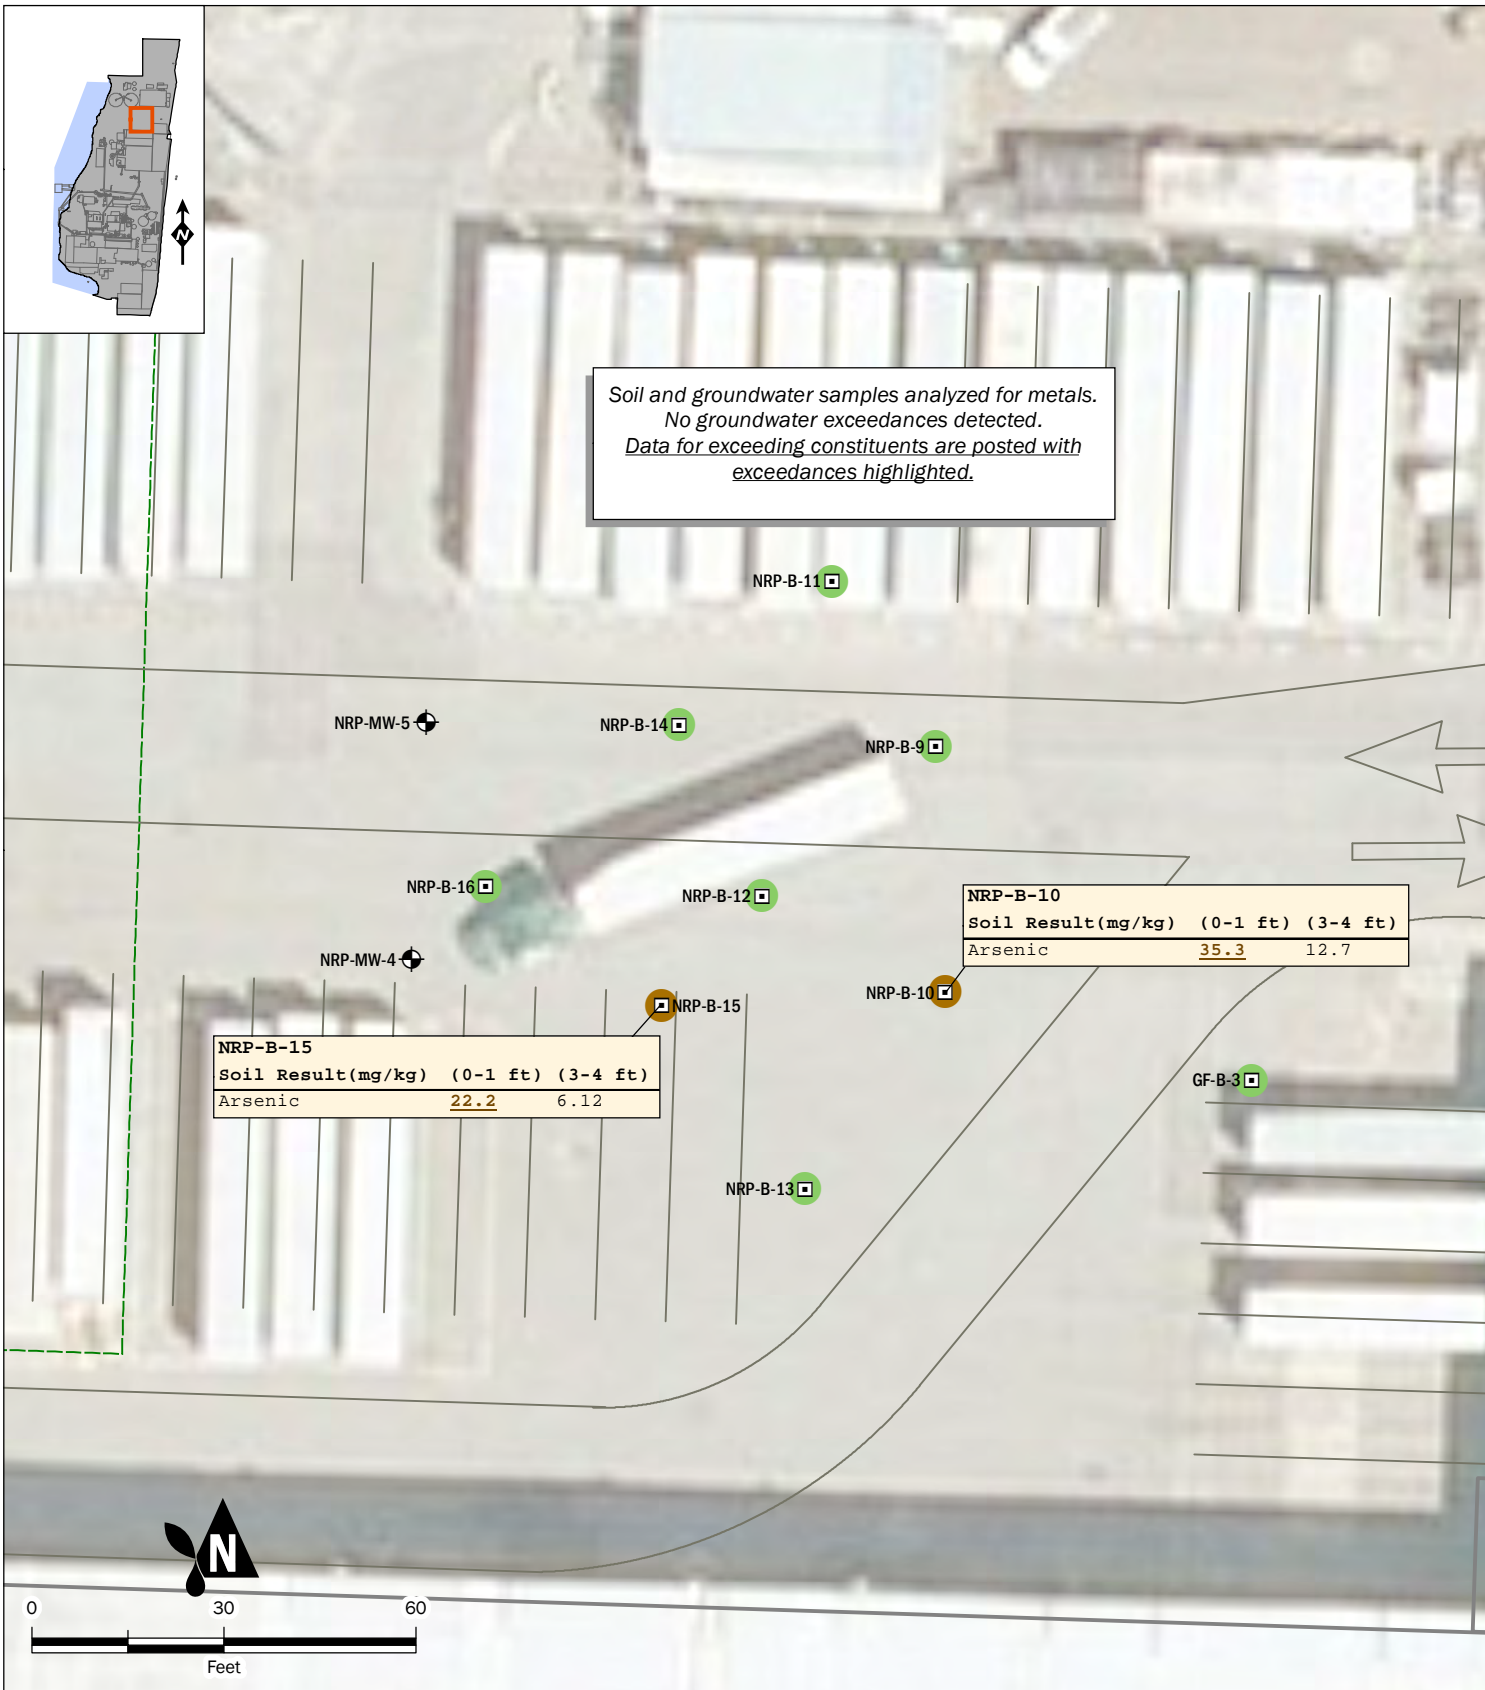 N
Soil and groundwater samples analyzed for metals.
No groundwater exceedances detected.
Data for exceeding constituents are posted with
exceedances highlighted.
NRP-B-11
NRP-MW-5
NRP-B-14
NRP-B-9
NRP-B-16
NRP-B-12
NRP-B-10
Soil Result(mg/kg) (0-1 ft) (3-4 ft)
Arsenic 35.3 12.7
NRP-MW-4
NRP-B-10
NRP-B-15
NRP-B-15
Soil Result(mg/kg) (0-1 ft) (3-4 ft)
Arsenic 22.2 6.12
GF-B-3
NRP-B-13
N
0 30 60
Feet